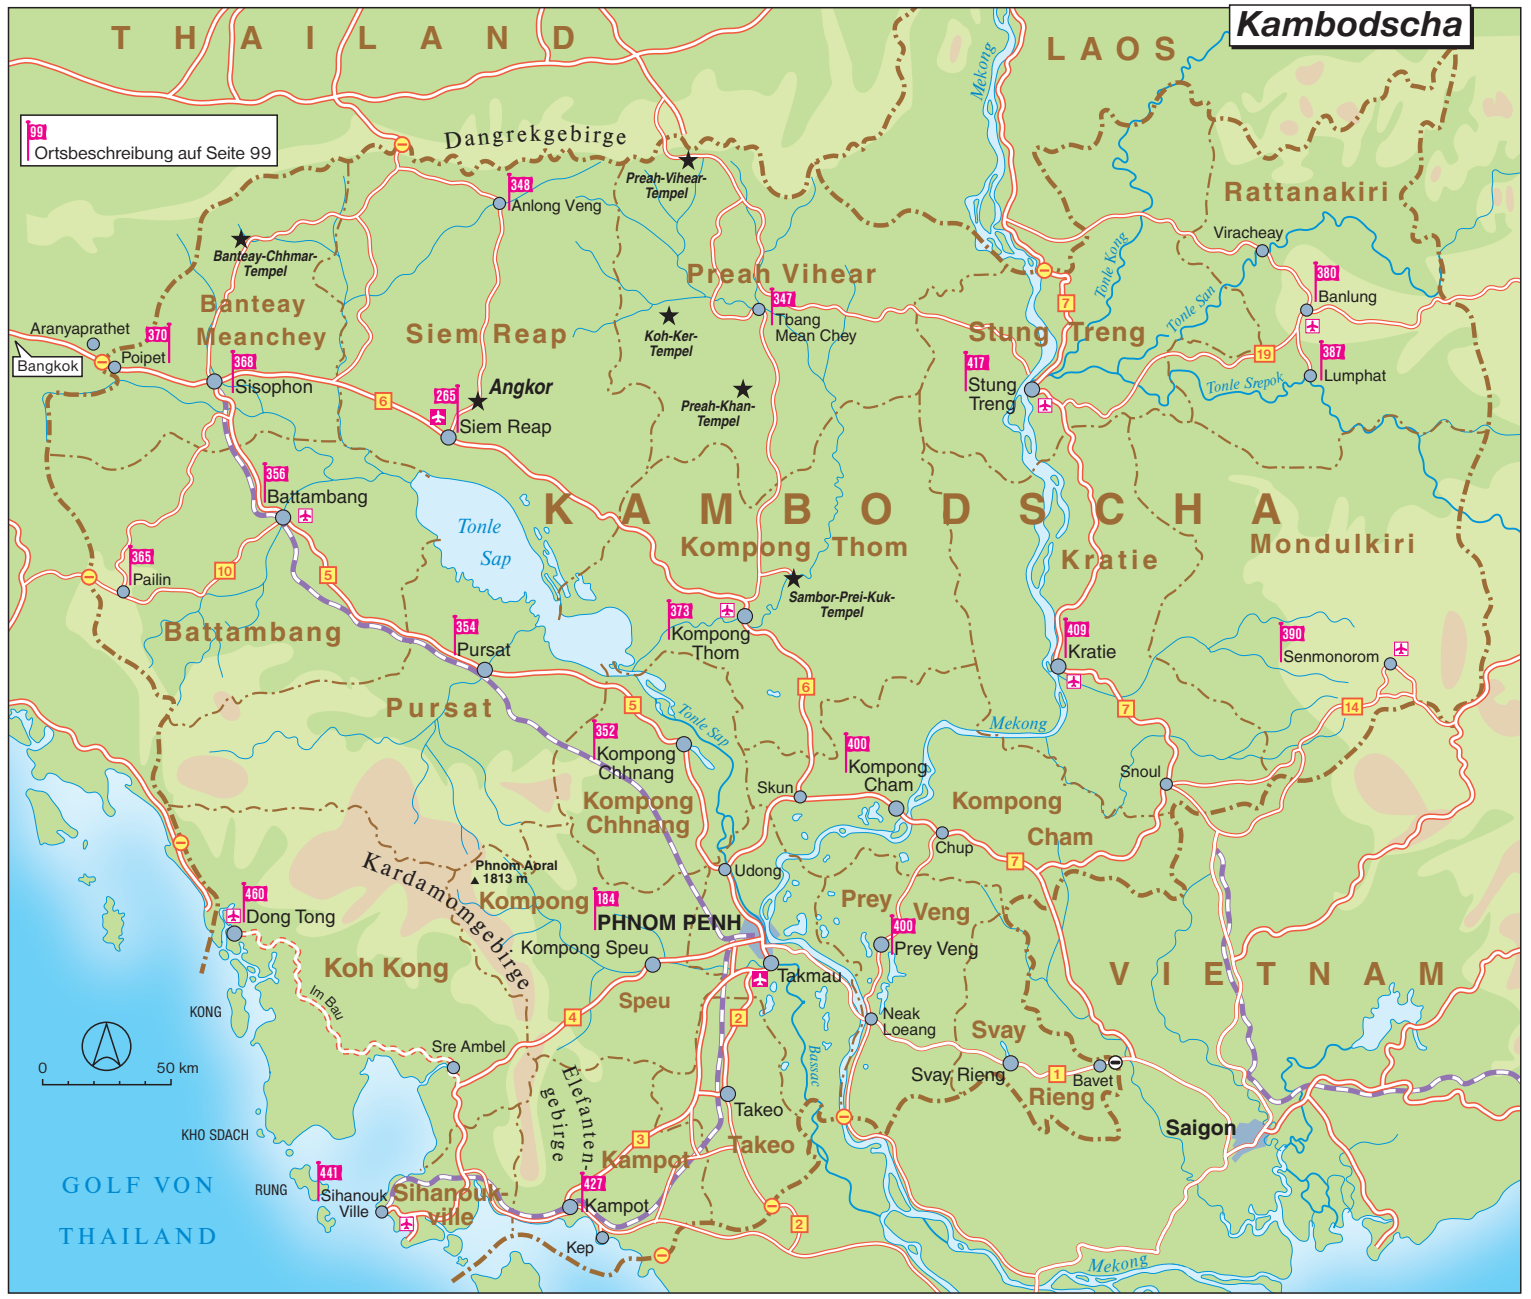 Kambodscha
THAILAND
LAOS
Mekong
99
Ortsbeschreibung auf Seite 99
Dangrekgebirge
Preah-Vihear-
Tempel
348
Anlong Veng
Rattanakiri
Viracheay
Banteay-Chhmar-
Tempel
Tonle Kong
Preah Vihear
380
Banlung
Banteay
Meanchey
347
Tbang
Mean Chey
7
Tonle San
Aranyaprathet
370
Siem Reap
Koh-Ker-
Tempel
Stung Treng
Poipet
Bangkok
368
Sisophon
417
Stung
Treng
19
387
Lumphat
Tonle Srepok
265
Angkor
6
Siem Reap
Preah-Khan-
Tempel
356
Battambang
KAMBODSCHA
Tonle
Sap
Kompong Thom
Kratie
Mondulkiri
365
Pailin
10
5
Sambor-Prei-Kuk-
Tempel
Battambang
354
Pursat
373
Kompong
Thom
409
Kratie
390
Senmonorom
6
5
Pursat
Tonle Sap
7
14
Mekong
352
Kompong
Chhnang
400
Kompong
Cham
Snoul
Skun
Kompong
Chhnang
Kompong
Cham
Chup
7
Kardamomgebirge
Phnom Aoral
1813 m
Udong
460
Dong Tong
Kompong
184
PHNOM PENH
Prey Veng
400
Prey Veng
Kompong Speu
Koh Kong
Takmau
VIETNAM
Im Bau
Speu
KONG
4
2
Neak
Loeang
Svay
0
50 km
Sre Ambel
Bassac
Svay Rieng
1
Bavet
Rieng
Elefanten-
gebirge
Takeo
KHO SDACH
3
Takeo
Saigon
Kampot
GOLF VON
THAILAND
RUNG
441
Sihanouk
Ville
Sihanouk-
ville
427
Kampot
2
Kep
Mekong